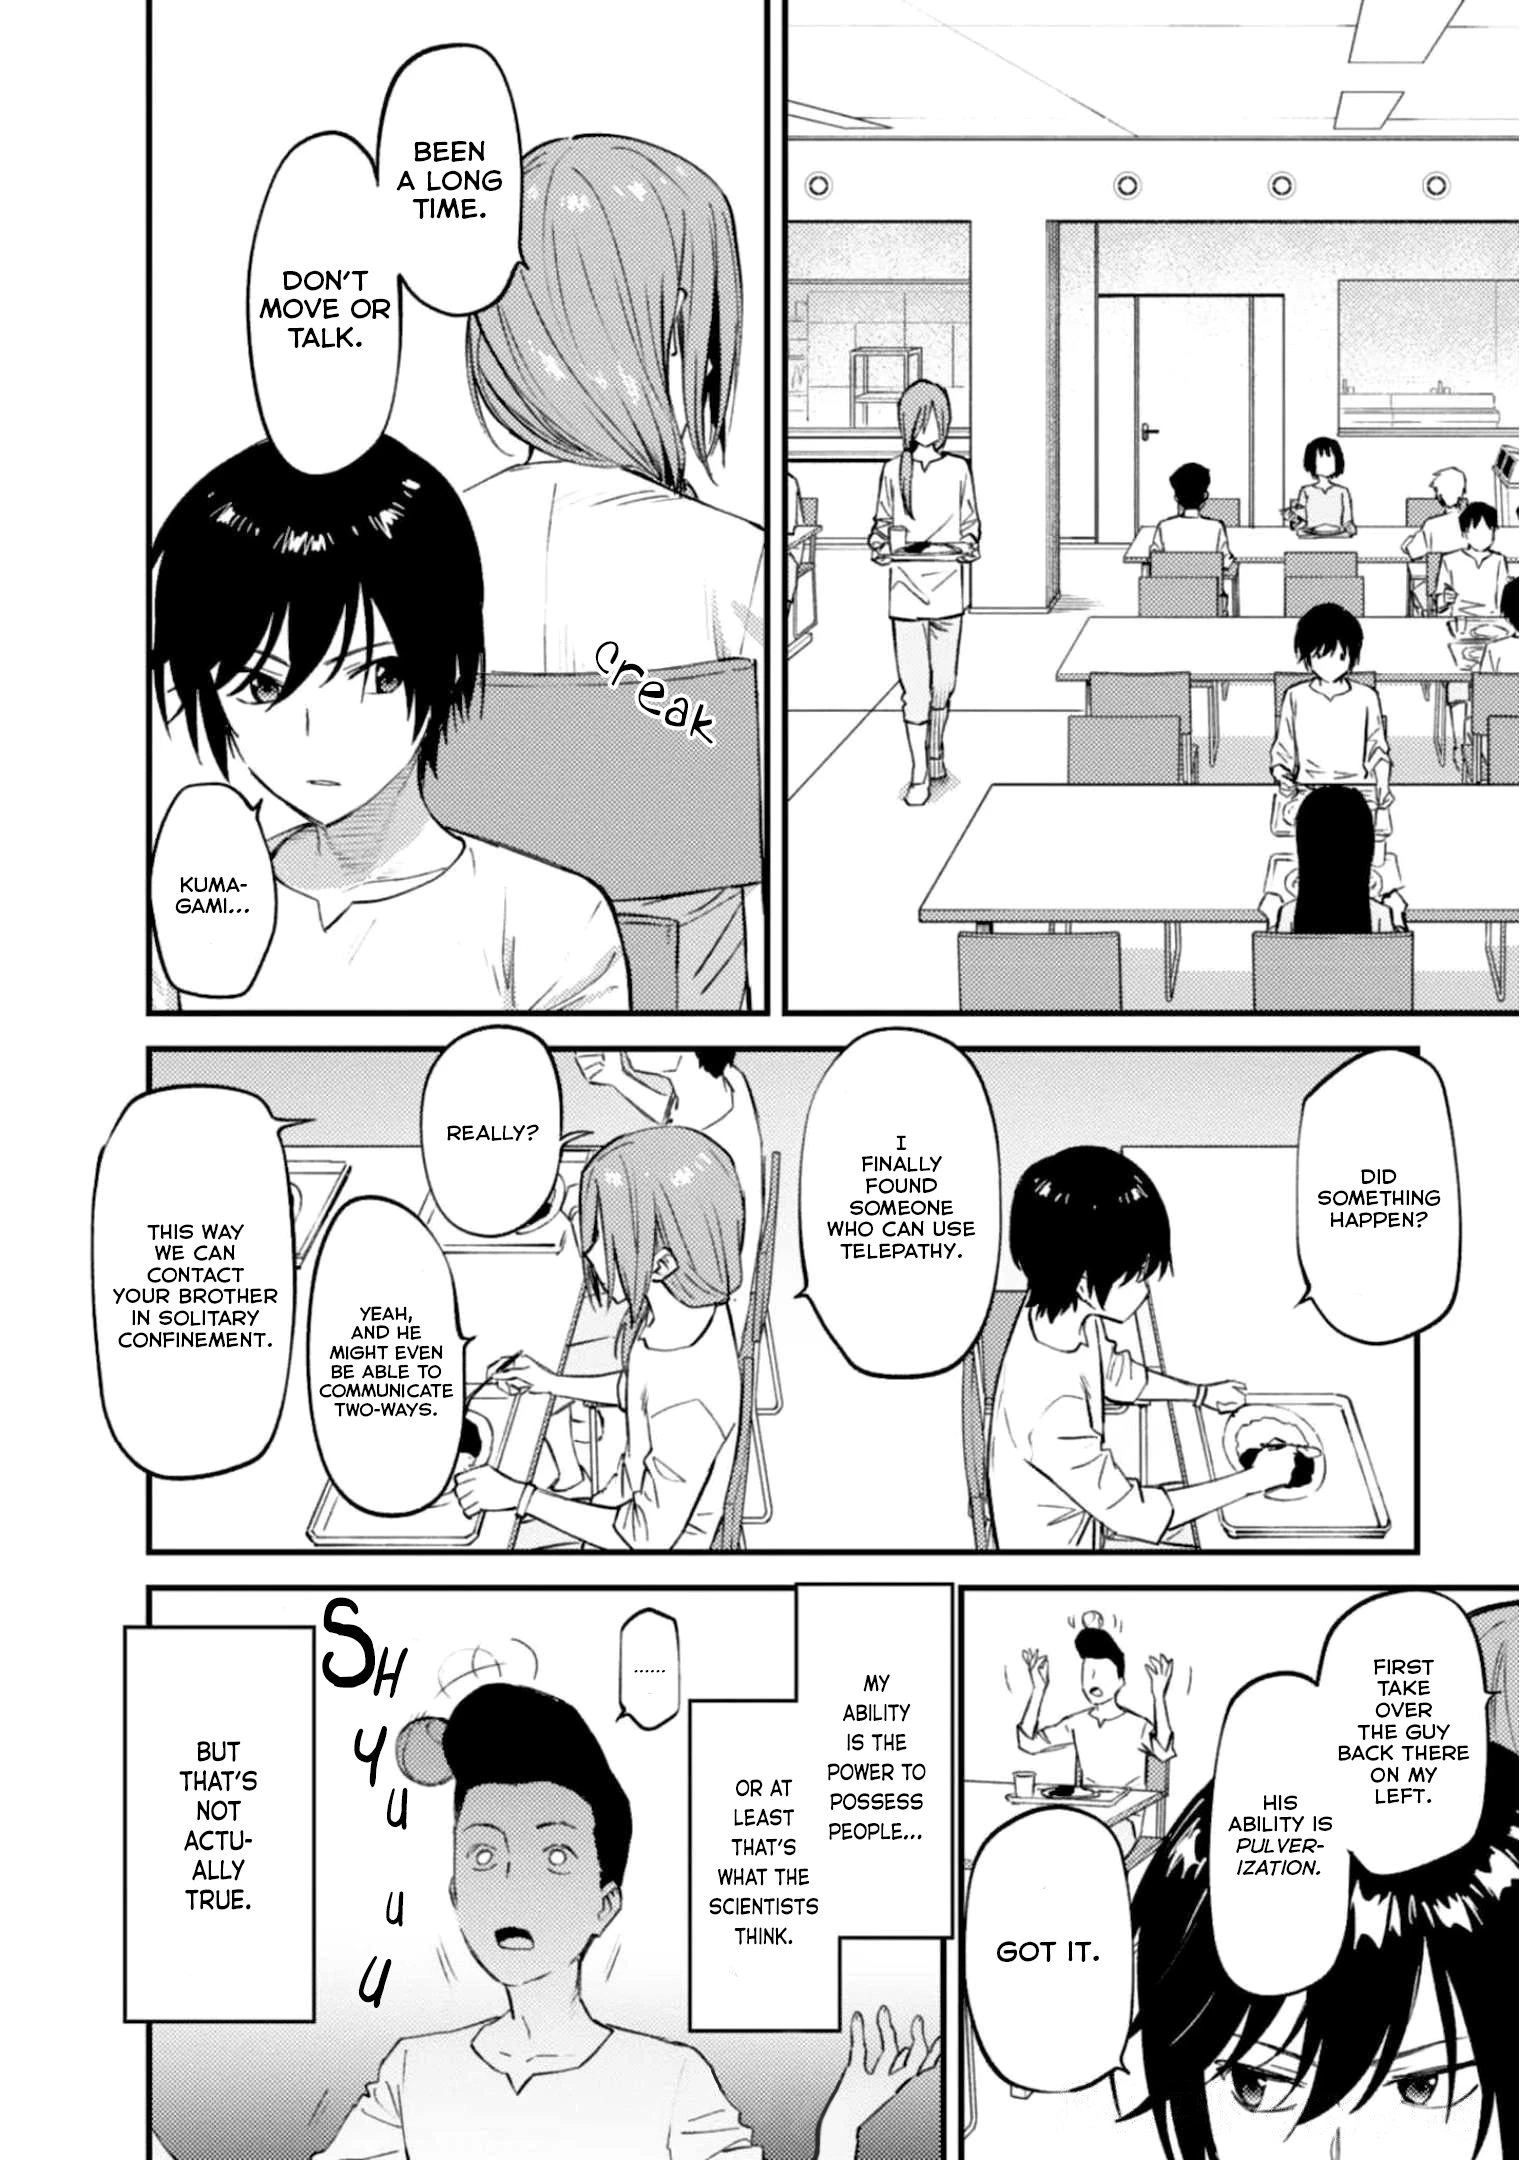 BEEN
A LONG
TIME.
DON'T
MOVE OR
TALK.
creak
KUMA-
GAMI...
DID
SOMETHING
HAPPEN?
I
FINALLY
FOUND
SOMEONE
WHO CAN USE
TELEPATHY.
REALLY?
YEAH,
AND HE
MIGHT EVEN
BE ABLE TO
COMMUNICATE
TWO-WAYS.
THIS WAY
WE CAN
CONTACT
YOUR BROTHER
IN SOLITARY
CONFINEMENT.
FIRST
TAKE
OVER
THE GUY
BACK THERE
ON MY
LEFT.
HIS
ABILITY IS
PULVER-
IZATION.
GOT IT.
MY
ABILITY
IS THE
POWER TO
POSSESS
PEOPLE...
OR AT
LEAST
THAT'S
WHAT THE
SCIENTISTS
THINK.
.......
SHYUUUU
BUT
THAT'S
NOT
ACTU-
ALLY
TRUE.